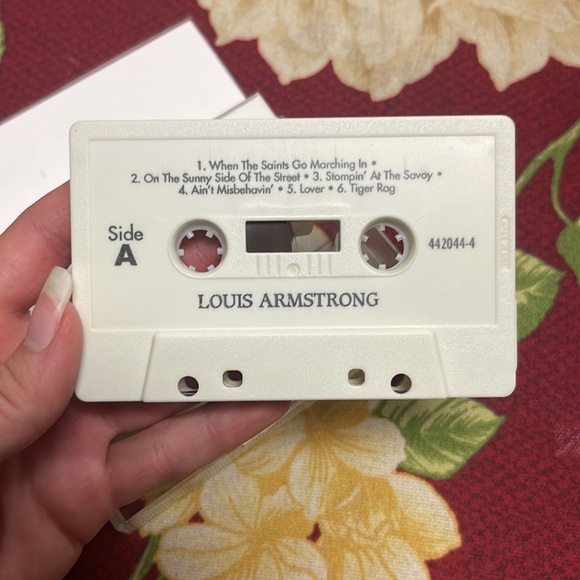 1. When The Saints Go Marching In •
2. On The Sunny Side Of The Street • 3. Stompin' At The Savoy •
4. Ain't Misbehavin' • 5. Lover • 6. Tiger Rag
Side
A
442044-4
LOUIS ARMSTRONG